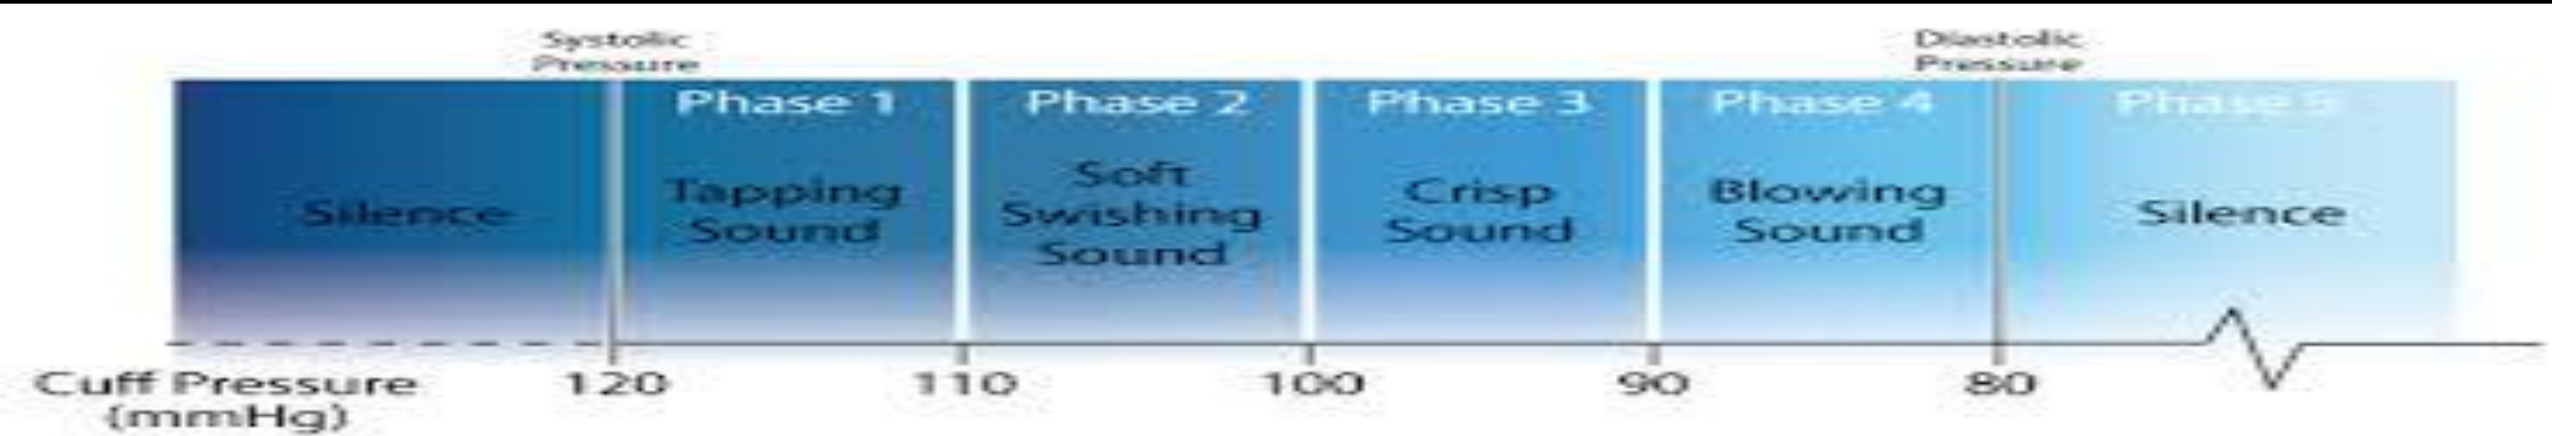 Systolic
Pressure
Diastolic
Pressure
Phase 1
Phase 2
Phase 3
Phase 4
Phase 5
Silence
Tapping
Sound
Soft
Swishing
Sound
Crisp
Sound
Blowing
Sound
Silence
Cuff Pressure
(mmHg)
120
110
100
90
80